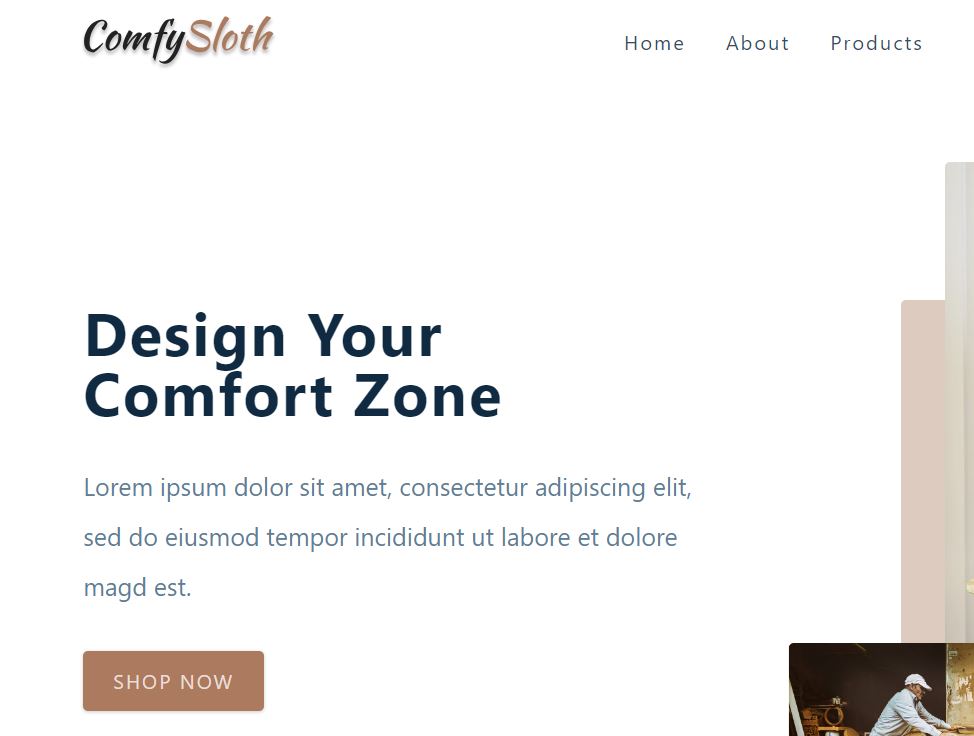 ComfySloth
Home About Products
Design Your
Comfort Zone
Lorem ipsum dolor sit amet, consectetur adipiscing elit,
sed do eiusmod tempor incididunt ut labore et dolore
magd est.
SHOP NOW